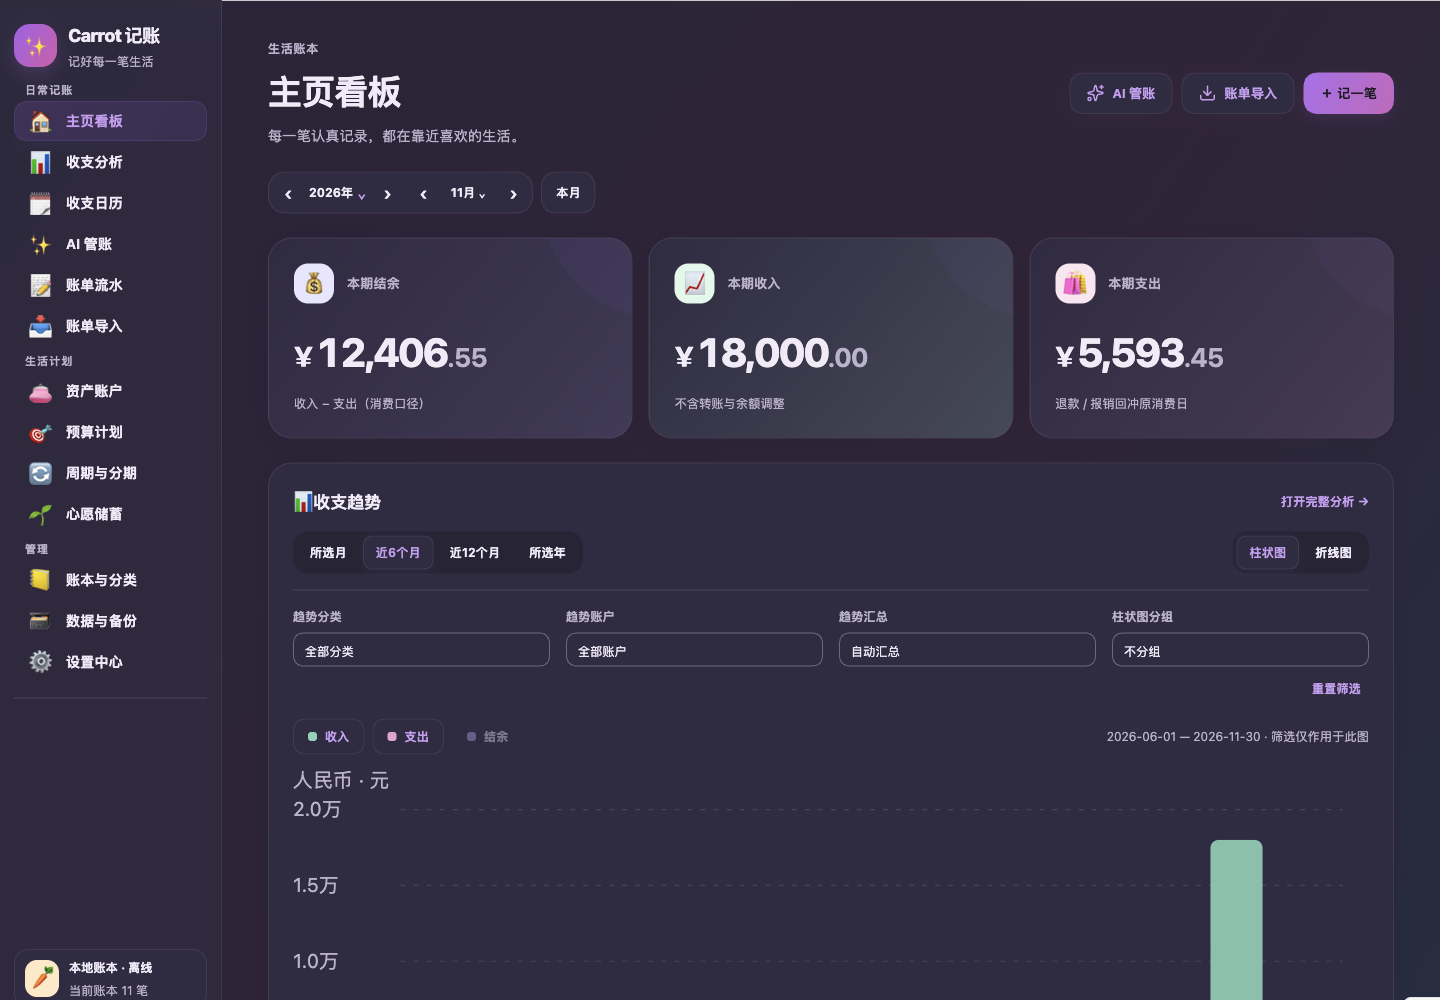 Carrot 记账
记好每一笔生活
日常记账
主页看板
收支分析
收支日历
AI 管账
账单流水
账单导入
生活计划
资产账户
预算计划
周期与分期
心愿储蓄
管理
账本与分类
数据与备份
设置中心
本地账本 · 离线
当前账本 11 笔
生活账本
主页看板
每一笔认真记录，都在靠近喜欢的生活。
AI 管账
账单导入
+ 记一笔
‹ 2026年 › ‹ 11月 › 本月
本期结余
¥12,406.55
收入 − 支出（消费口径）
本期收入
¥18,000.00
不含转账与余额调整
本期支出
¥5,593.45
退款 / 报销回冲原消费日
收支趋势
打开完整分析 →
所选月 近6个月 近12个月 所选年
柱状图 折线图
趋势分类 趋势账户 趋势汇总 柱状图分组
全部分类 全部账户 自动汇总 不分组
重置筛选
收入 支出 结余
2026-06-01 — 2026-11-30 · 筛选仅作用于此图
人民币 · 元
2.0万
1.5万
1.0万